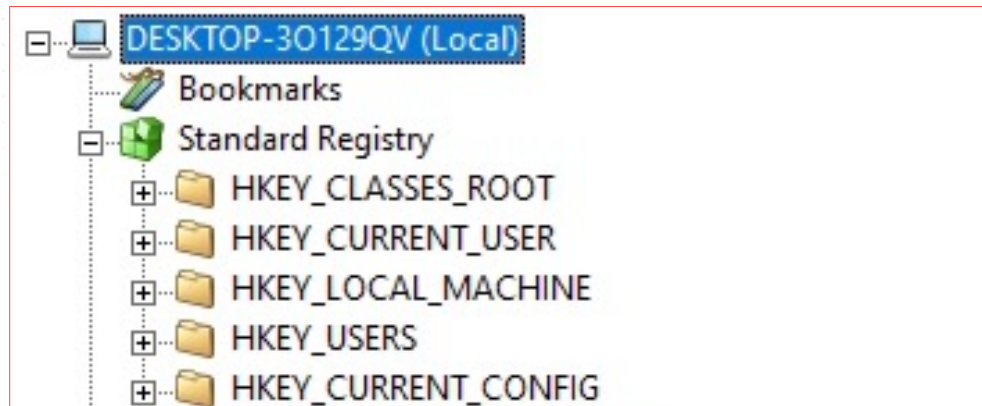 DESKTOP-3O129QV (Local)
Bookmarks
Standard Registry
HKEY_CLASSES_ROOT
HKEY_CURRENT_USER
HKEY_LOCAL_MACHINE
HKEY_USERS
HKEY_CURRENT_CONFIG